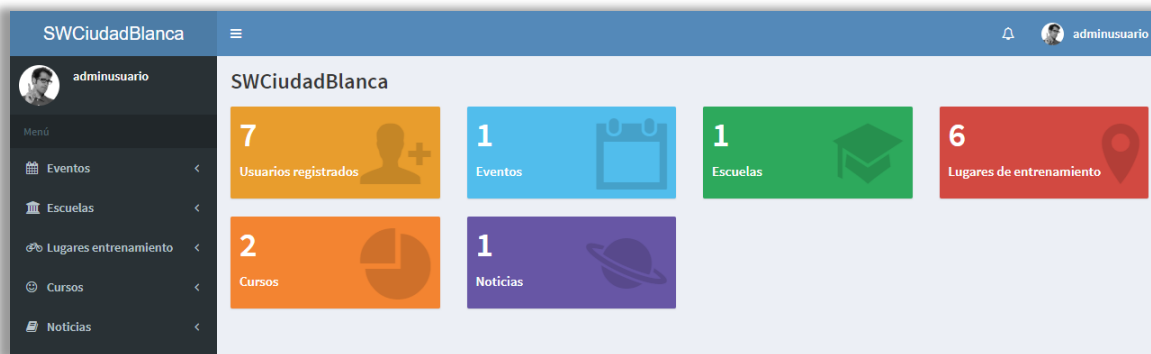 SWCiudadBlanca
adminusuario
adminusuario
Menú
Eventos
Escuelas
Lugares entrenamiento
Cursos
Noticias
SWCiudadBlanca
7
Usuarios registrados
1
Eventos
1
Escuelas
6
Lugares de entrenamiento
2
Cursos
1
Noticias